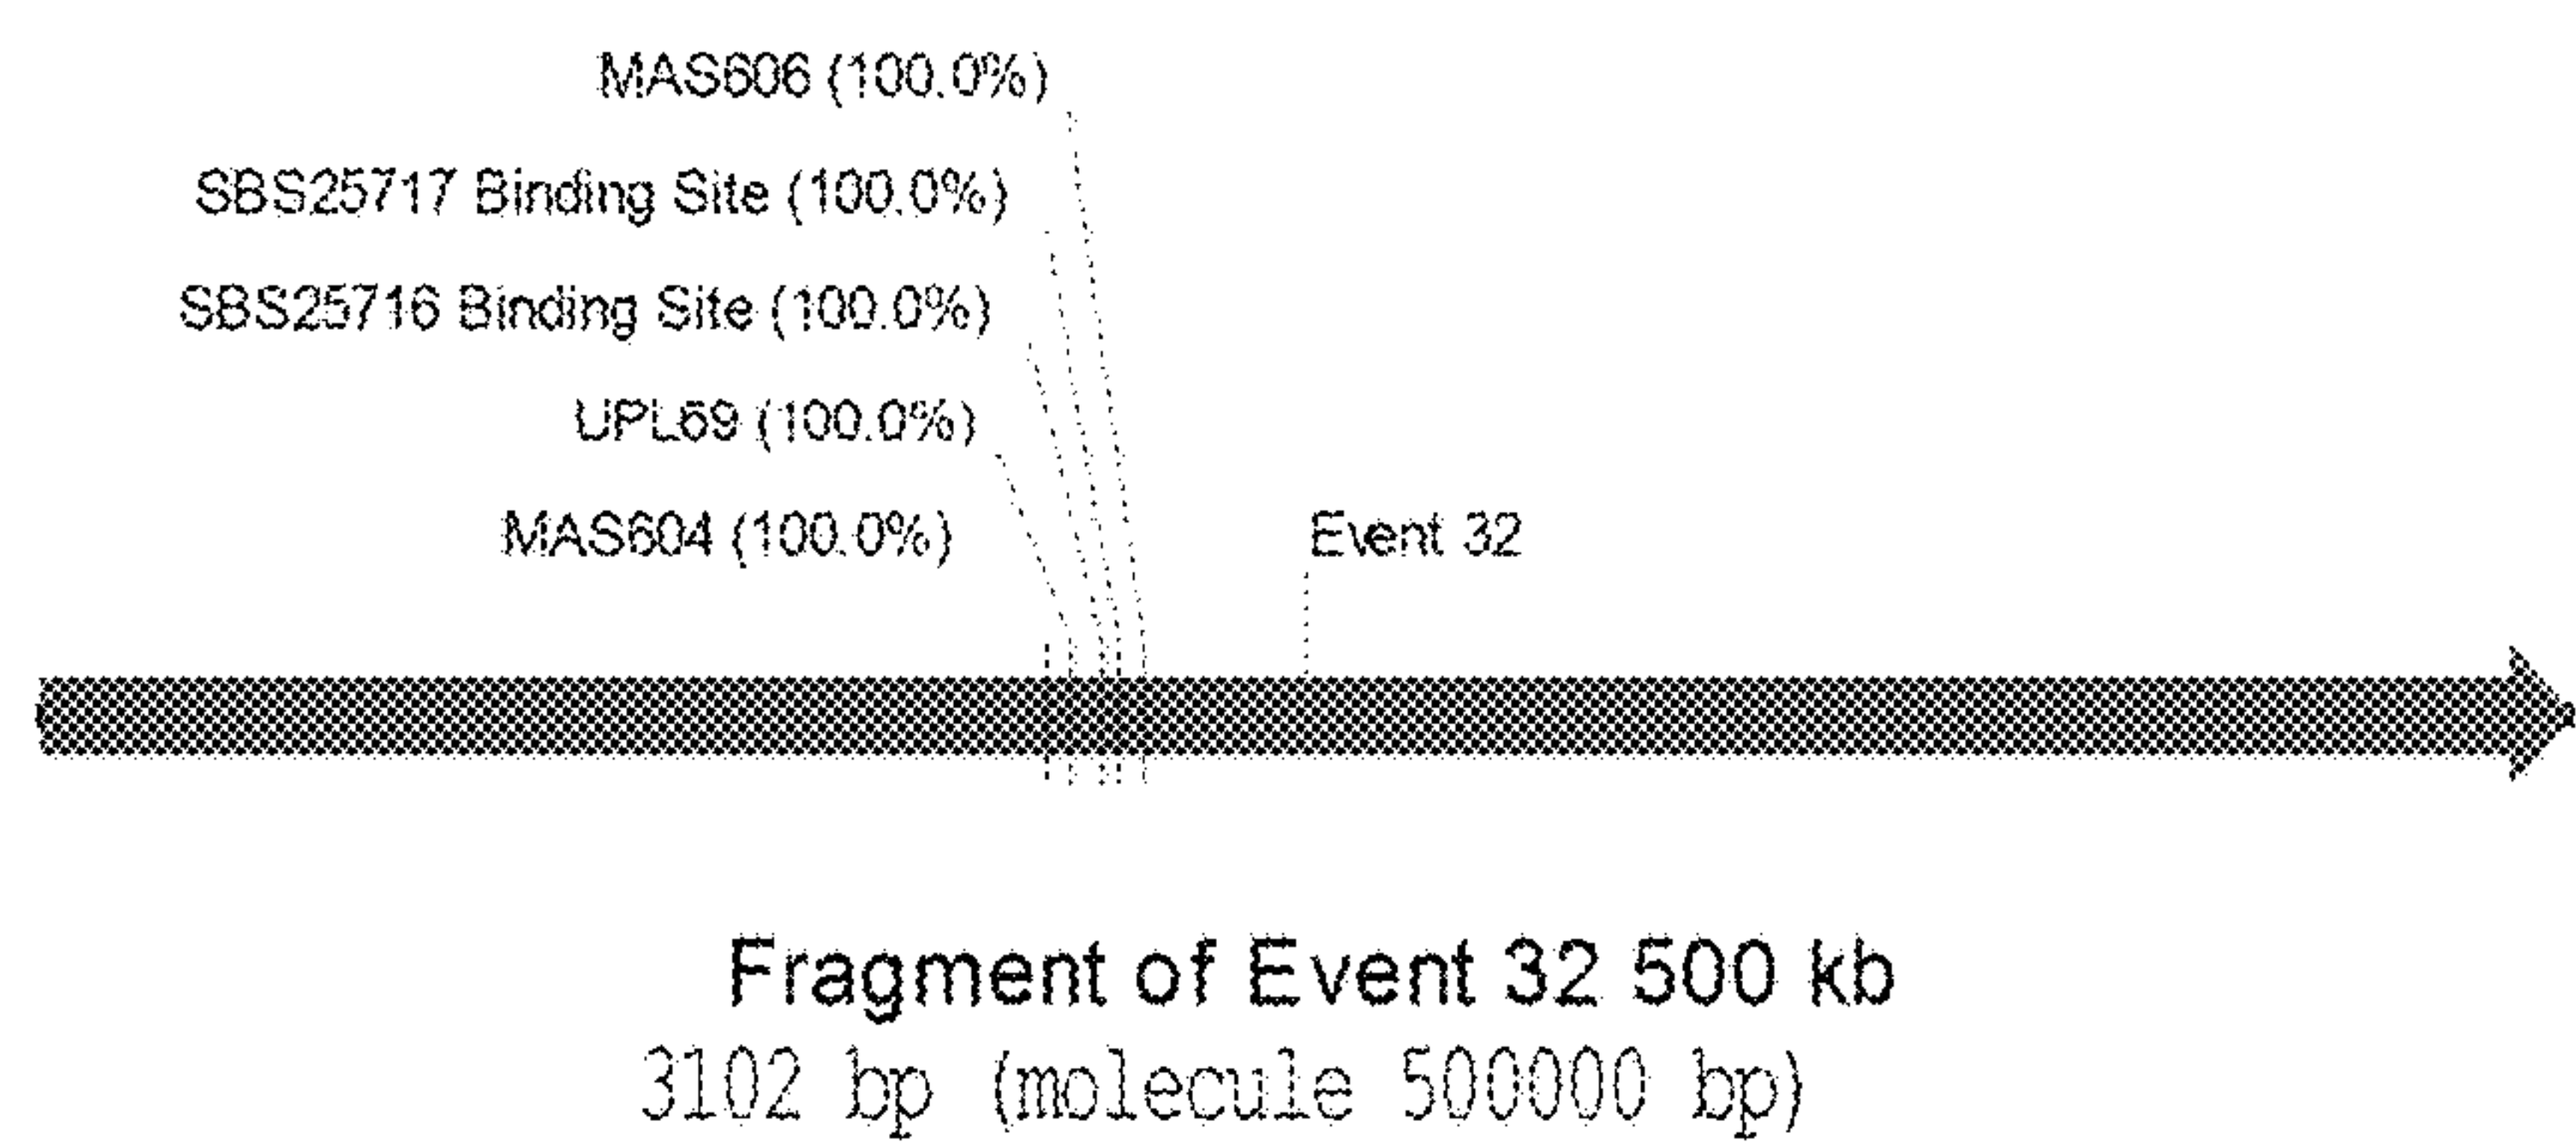 MAS606 (100.0%)
SBS25717 Binding Site (100.0%)
SBS25716 Binding Site (100.0%)
UPL69 (100.0%)
MAS604 (100.0%)
Event 32
Fragment of Event 32 500 kb
3102 bp (molecule 500000 bp)